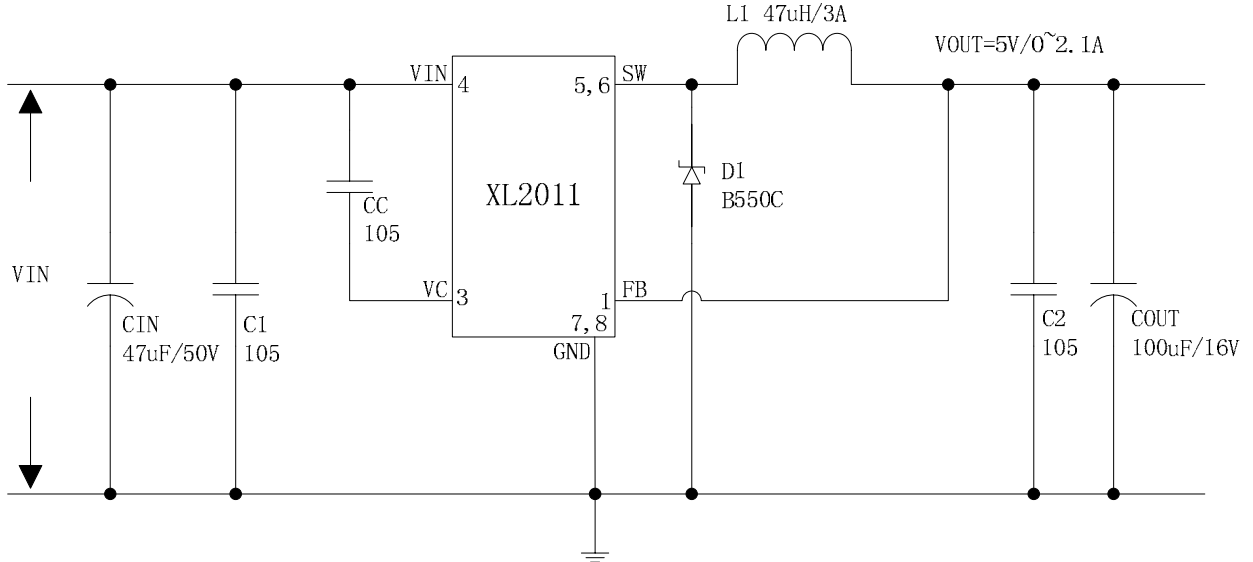 L1 47uH/3A
VOUT=5V/0~2.1A
VIN
4
5,6
SW
XL2011
D1
B550C
CC
105
VIN
VC
3
1
FB
7,8
GND
CIN
47uF/50V
C1
105
C2
105
COUT
100uF/16V